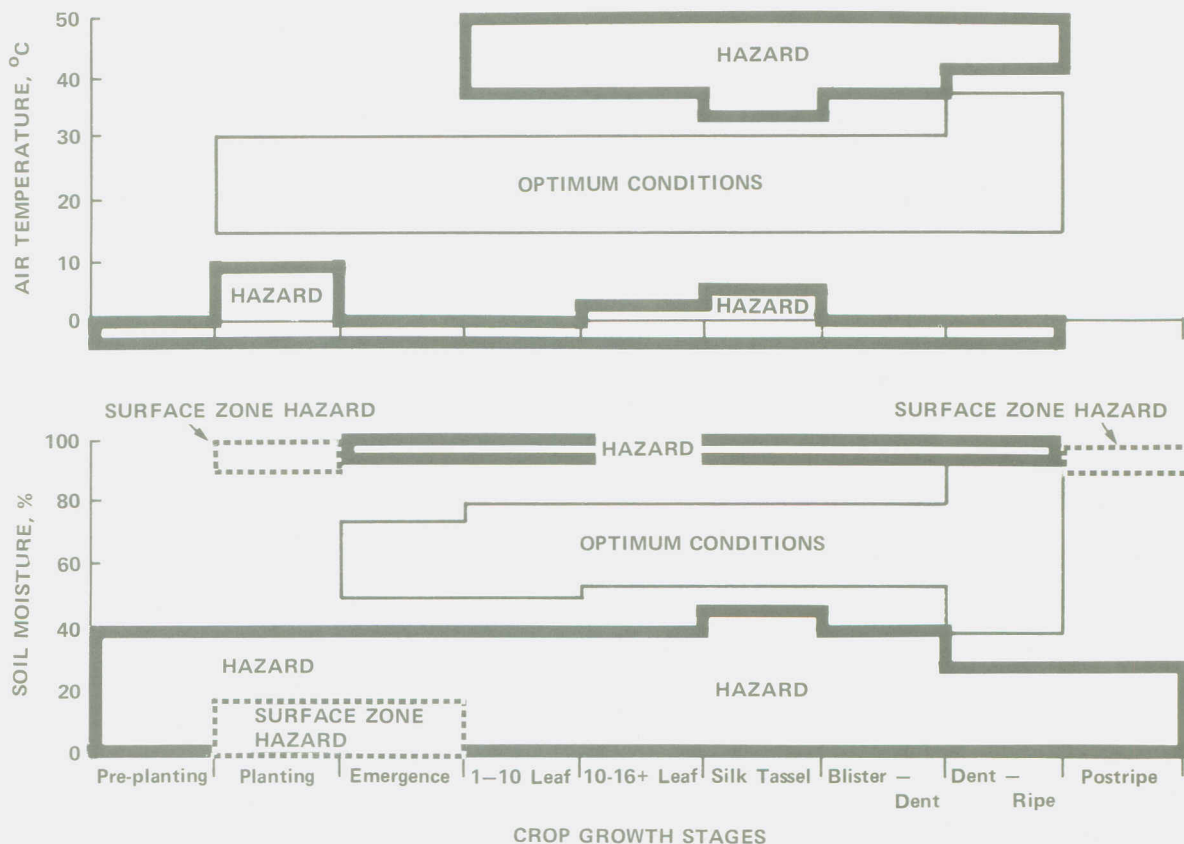 50
40
30
20
10
0
AIR TEMPERATURE, °C
HAZARD
OPTIMUM CONDITIONS
HAZARD
HAZARD
SURFACE ZONE HAZARD
SURFACE ZONE HAZARD
100
80
60
40
20
0
SOIL MOISTURE, %
HAZARD
OPTIMUM CONDITIONS
HAZARD
HAZARD
SURFACE ZONE
HAZARD
Pre-planting
Planting
Emergence
1–10 Leaf
10-16+ Leaf
Silk Tassel
Blister –
Dent
Dent –
Ripe
Postripe
CROP GROWTH STAGES